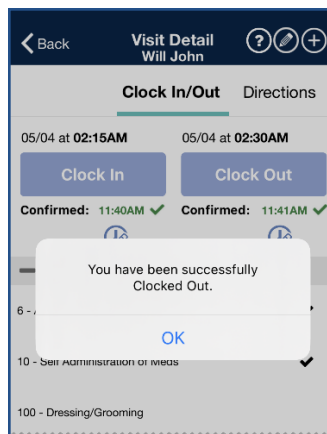 Back
Visit Detail
Will John
?
Clock In/Out
Directions
05/04 at 02:15AM
05/04 at 02:30AM
Clock In
Clock Out
Confirmed: 11:40AM
Confirmed: 11:41AM
You have been successfully
Clocked Out.
OK
6 -
10 - Self Administration of Meds
100 - Dressing/Grooming